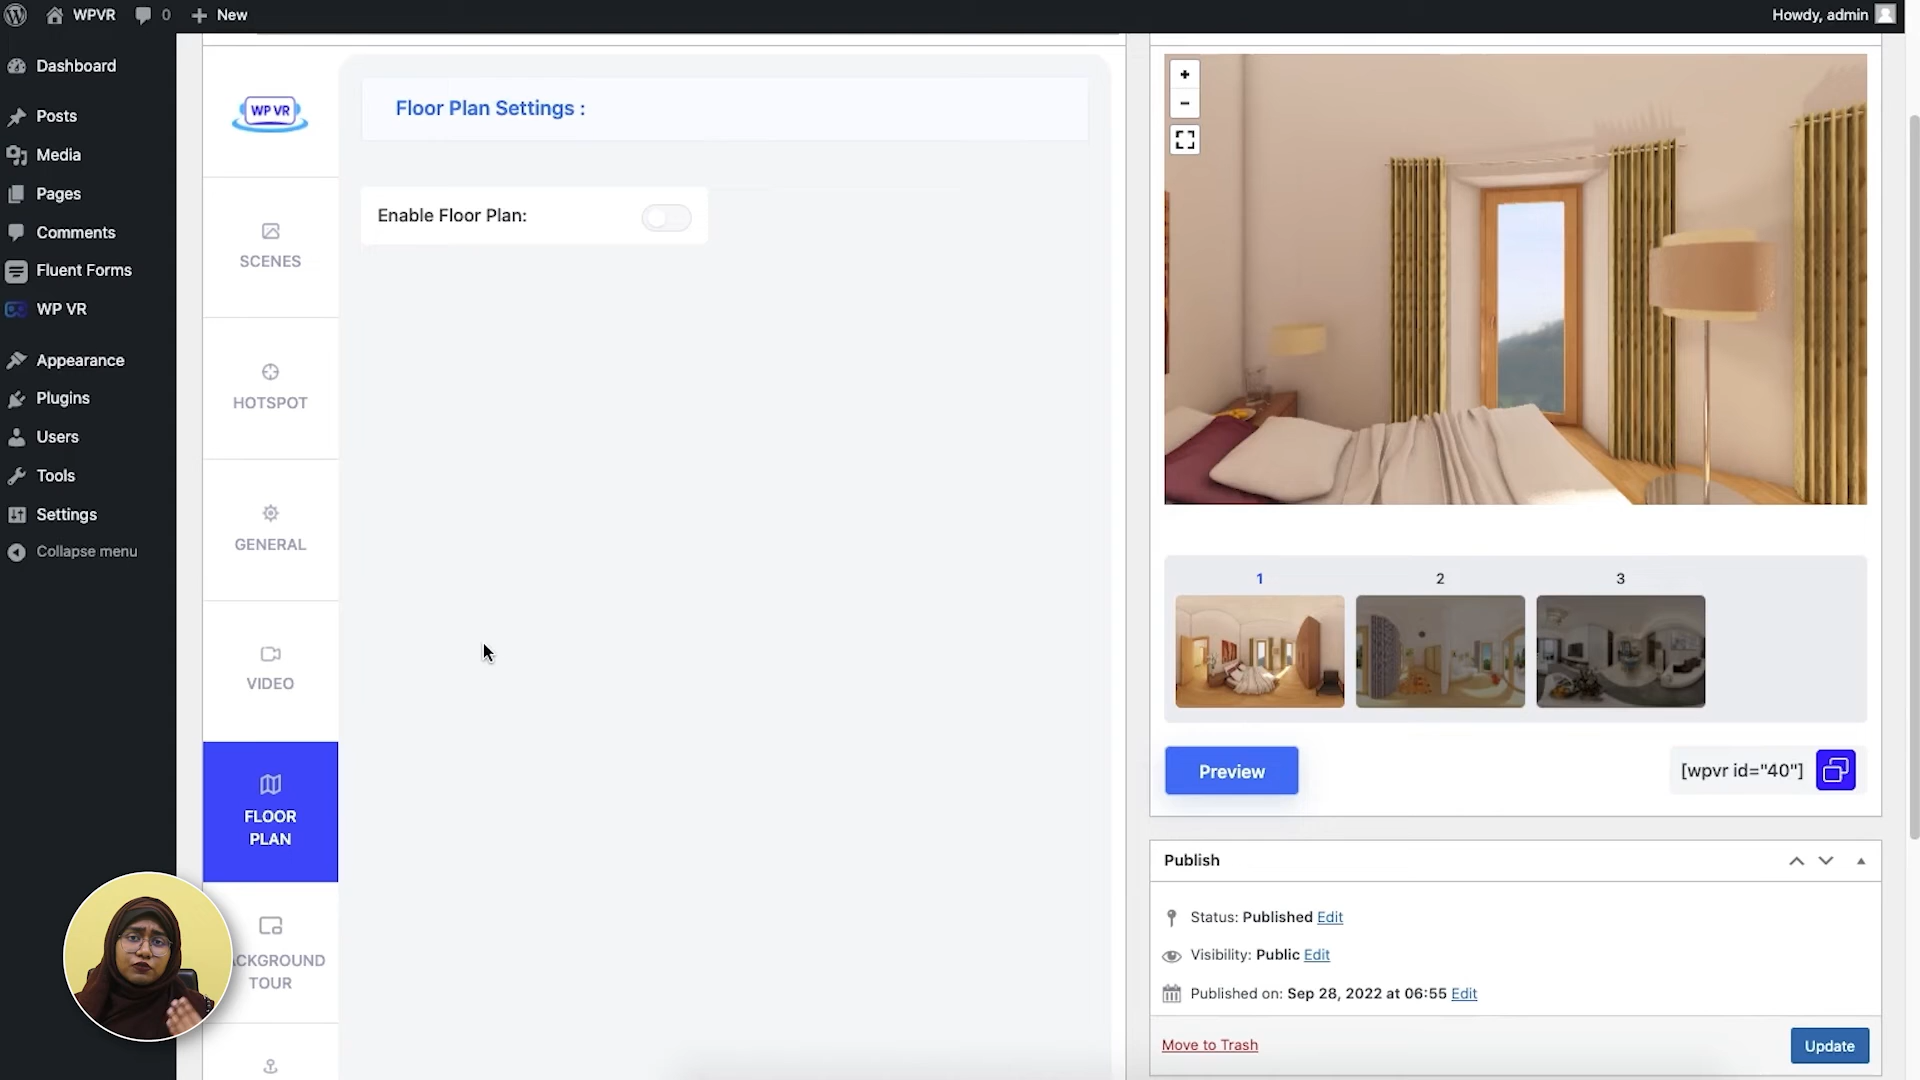 WPVR
0
New
Howdy, admin
Dashboard
Posts
Media
Pages
Comments
Fluent Forms
WP VR
Appearance
Plugins
Users
Tools
Settings
Collapse menu
WP VR
SCENES
HOTSPOT
GENERAL
VIDEO
FLOOR
PLAN
CKGROUND
TOUR
Floor Plan Settings :
Enable Floor Plan:
+
−
1
2
3
Preview
[wpvr id="40"]
Publish
Status: Published Edit
Visibility: Public Edit
Published on: Sep 28, 2022 at 06:55 Edit
Move to Trash
Update